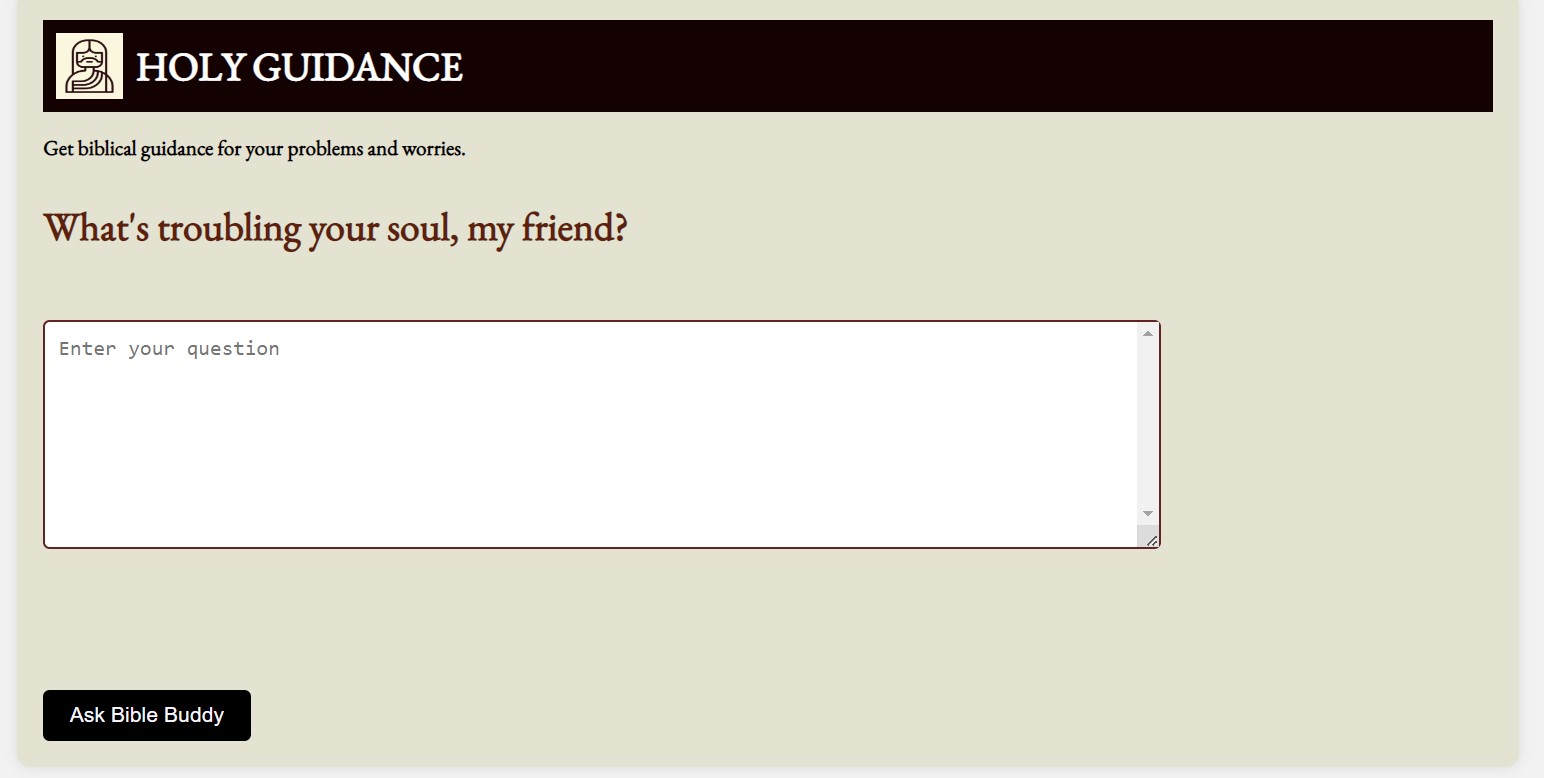 HOLY GUIDANCE
Get biblical guidance for your problems and worries.
What's troubling your soul, my friend?
Enter your question
Ask Bible Buddy